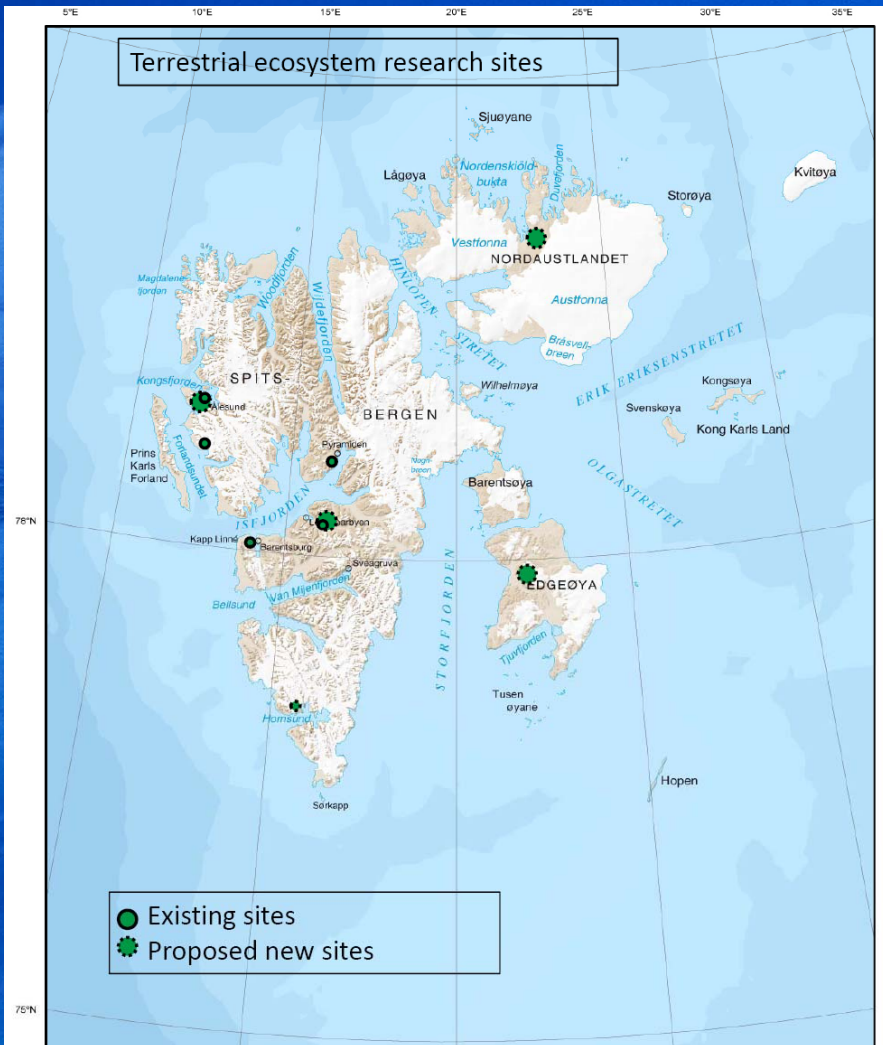 5°E 10°E 15°E 20°E 25°E 30°E 35°E
Terrestrial ecosystem research sites
Sjuøyane
Nordenskiöld-
bukta
Duvefjorden
Lågøya
Kvitøya
Storøya
Vestfonna
NORDAUSTLANDET
Austfonna
Bråsvell-
breen
Magdalene-
fjorden
Woodfjorden
Wijdefjorden
HINLOPEN-
STRETET
ERIK ERIKSENSTRETET
Kongsfjorden
SPITS-
Wilhelmøya
Kongsøya
Ålesund
BERGEN
Svenskøya
Kong Karls Land
Prins
Karls
Forland
Forlandsundet
Pyramiden
Negri-
breen
Barentsøya
OLGASTRETET
78°N
ISFJORDEN
Kapp Linné
Barentsburg
Sveagruva
EDGEØYA
Van Mijenfjorden
Bellsund
STORFJORDEN
Tjuvfjorden
Tusen
øyane
Hornsund
Hopen
Sørkapp
Existing sites
Proposed new sites
75°N